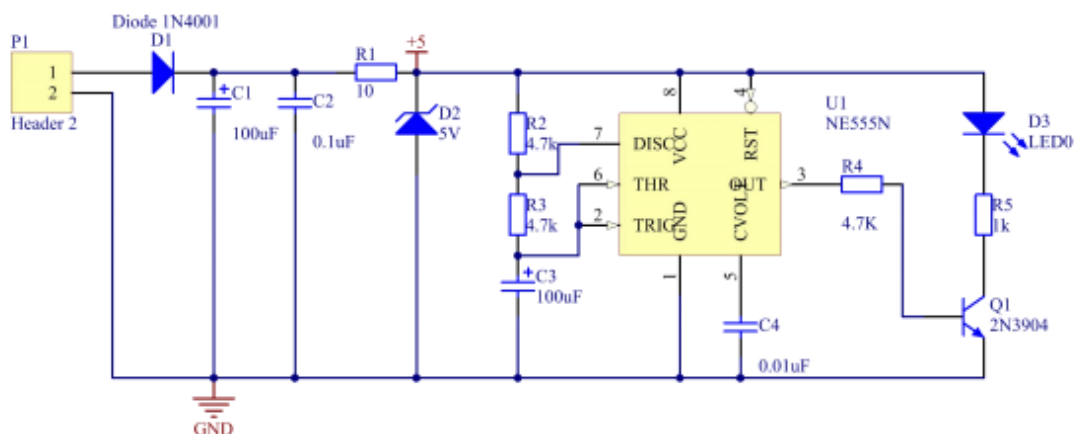 Diode 1N4001
P1
D1
1
2
Header 2
C1
100uF
C2
0.1uF
R1
10
+5
D2
5V
R2
4.7k
R3
4.7k
C3
100uF
7
6
2
8
4
3
1
5
DISC
THR
TRIG
VCC
RST
OUT
GND
CVOLT
U1
NE555N
C4
0.01uF
R4
4.7K
D3
LED0
R5
1k
Q1
2N3904
GND